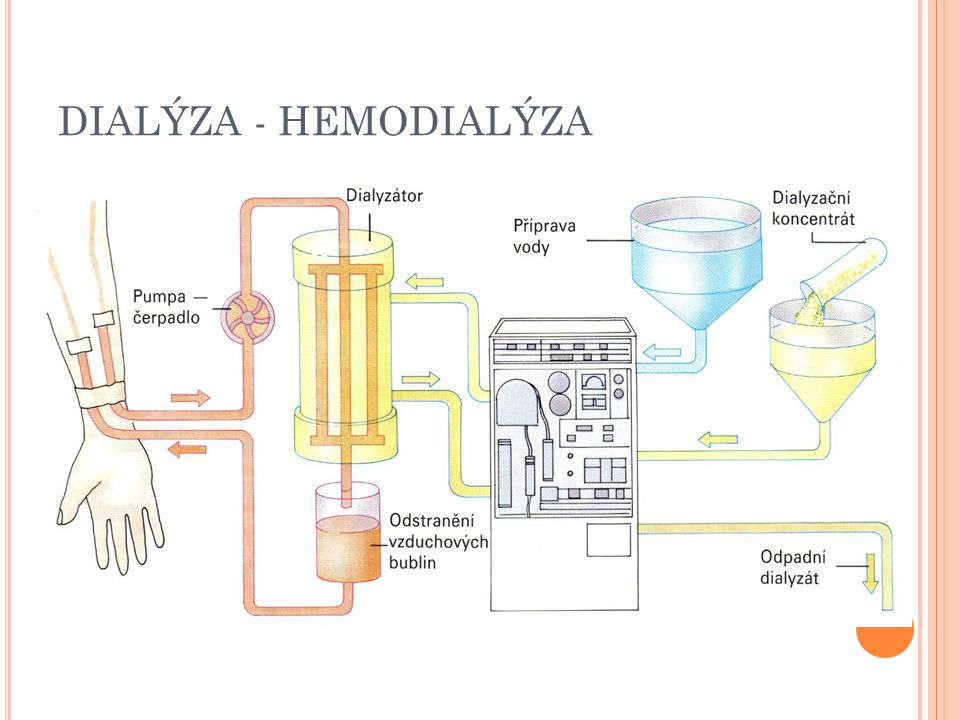 DIALÝZA - HEMODIALÝZA
Dialyzátor
Příprava
vody
Dialyzační
koncentrát
Pumpa —
čerpadlo
Odstranění
vzduchových
bublin
Odpadní
dialyzát